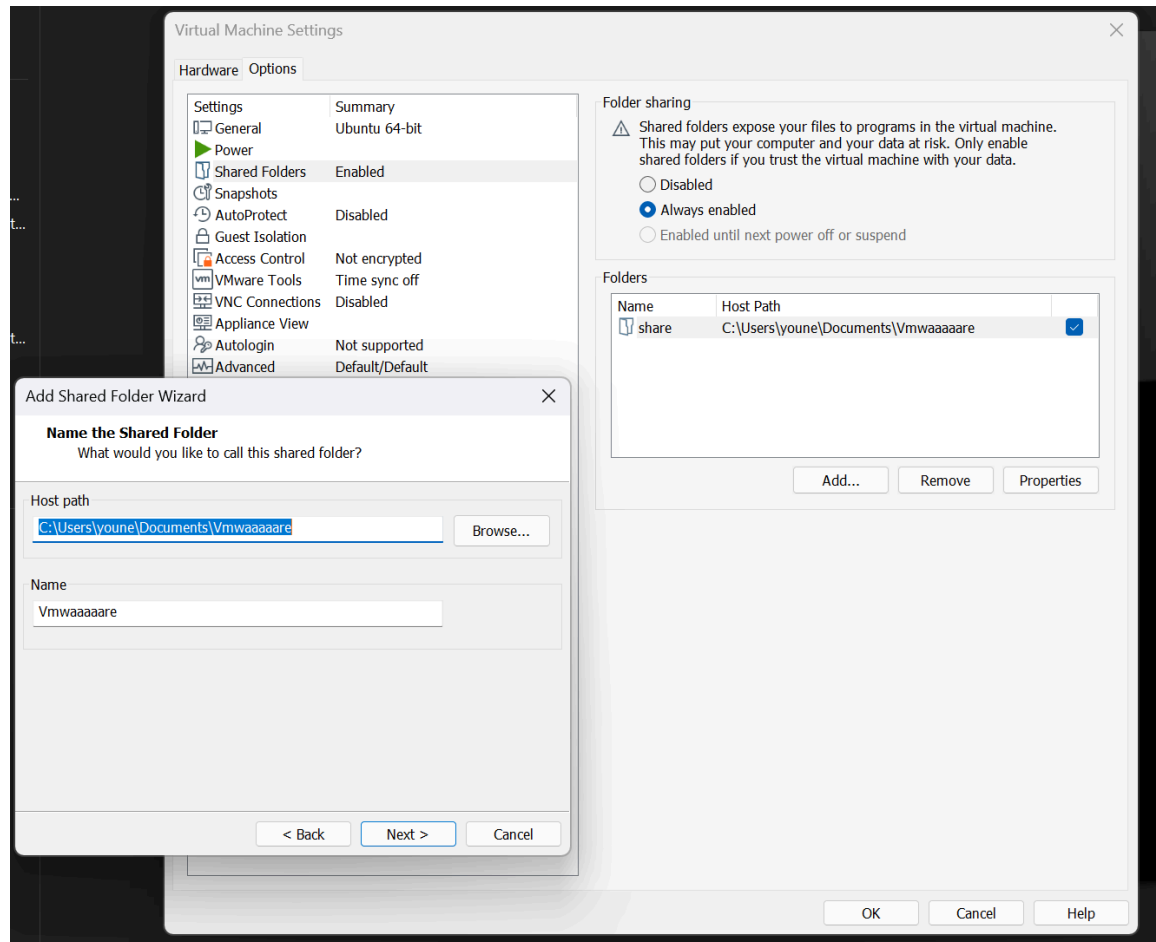 Virtual Machine Settings
Hardware Options
Settings Summary
General Ubuntu 64-bit
Power
Shared Folders Enabled
Snapshots
AutoProtect Disabled
Guest Isolation
Access Control Not encrypted
vm VMware Tools Time sync off
VNC Connections Disabled
Appliance View
Autologin Not supported
Advanced Default/Default
Folder sharing
Shared folders expose your files to programs in the virtual machine.
This may put your computer and your data at risk. Only enable
shared folders if you trust the virtual machine with your data.
Disabled
Always enabled
Enabled until next power off or suspend
Folders
Name Host Path
share C:\Users\youne\Documents\Vmwaaaaare
Add... Remove Properties
...
t...
t...
Add Shared Folder Wizard
Name the Shared Folder
What would you like to call this shared folder?
Host path
C:\Users\youne\Documents\Vmwaaaaare
Browse...
Name
Vmwaaaaare
< Back Next > Cancel
OK Cancel Help